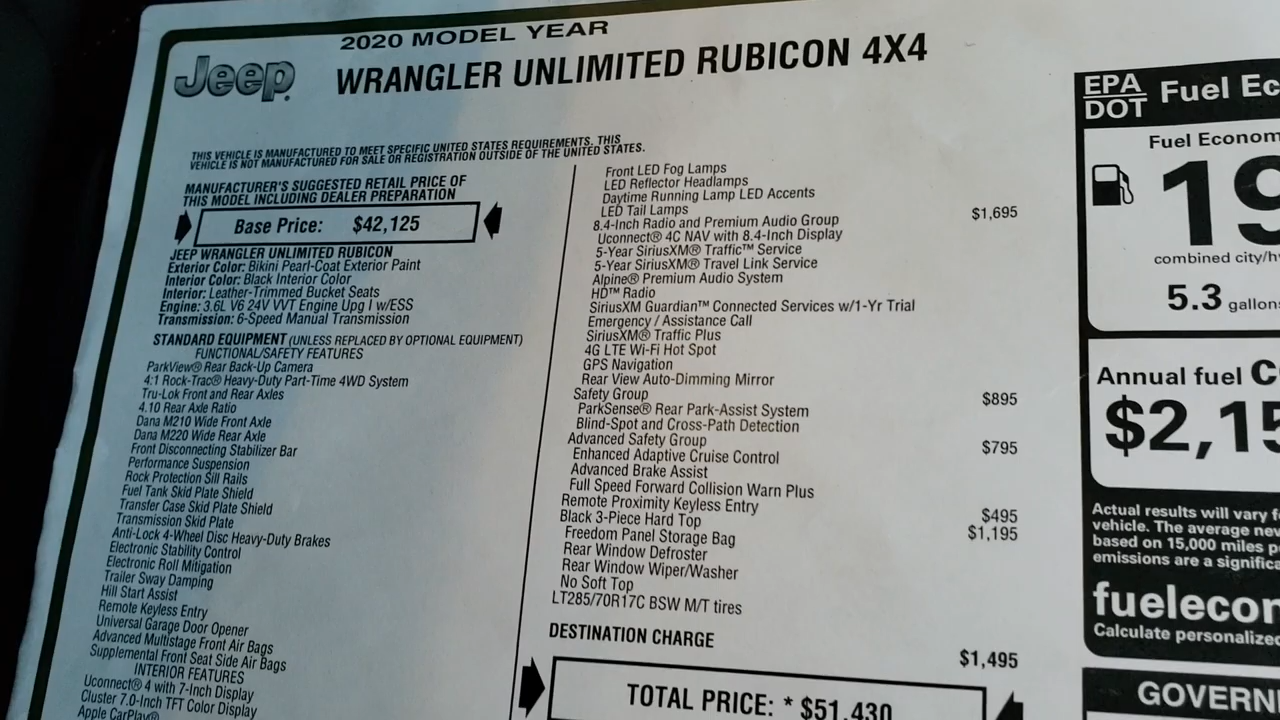 2020 MODEL YEAR
Jeep
WRANGLER UNLIMITED RUBICON 4X4
THIS VEHICLE IS MANUFACTURED TO MEET SPECIFIC UNITED STATES REQUIREMENTS. THIS
VEHICLE IS NOT MANUFACTURED FOR SALE OR REGISTRATION OUTSIDE OF THE UNITED STATES.
MANUFACTURER'S SUGGESTED RETAIL PRICE OF
THIS MODEL INCLUDING DEALER PREPARATION
Base Price: $42,125
JEEP WRANGLER UNLIMITED RUBICON
Exterior Color: Bikini Pearl-Coat Exterior Paint
Interior Color: Black Interior Color
Interior: Leather-Trimmed Bucket Seats
Engine: 3.6L V6 24V VVT Engine Upg I w/ESS
Transmission: 6-Speed Manual Transmission
STANDARD EQUIPMENT (UNLESS REPLACED BY OPTIONAL EQUIPMENT)
FUNCTIONAL/SAFETY FEATURES
ParkView® Rear Back-Up Camera
4:1 Rock-Trac® Heavy-Duty Part-Time 4WD System
Tru-Lok Front and Rear Axles
4.10 Rear Axle Ratio
Dana M210 Wide Front Axle
Dana M220 Wide Rear Axle
Front Disconnecting Stabilizer Bar
Performance Suspension
Rock Protection Sill Rails
Fuel Tank Skid Plate Shield
Transfer Case Skid Plate Shield
Transmission Skid Plate
Anti-Lock 4-Wheel Disc Heavy-Duty Brakes
Electronic Stability Control
Electronic Roll Mitigation
Trailer Sway Damping
Hill Start Assist
Remote Keyless Entry
Universal Garage Door Opener
Advanced Multistage Front Air Bags
Supplemental Front Seat Side Air Bags
INTERIOR FEATURES
Uconnect® 4 with 7-Inch Display
Cluster 7.0-Inch TFT Color Display
Apple CarPlay®
Front LED Fog Lamps
LED Reflector Headlamps
Daytime Running Lamp LED Accents
LED Tail Lamps
8.4-Inch Radio and Premium Audio Group $1,695
Uconnect® 4C NAV with 8.4-Inch Display
5-Year SiriusXM® Traffic™ Service
5-Year SiriusXM® Travel Link Service
Alpine® Premium Audio System
HD™ Radio
SiriusXM Guardian™ Connected Services w/1-Yr Trial
Emergency / Assistance Call
SiriusXM® Traffic Plus
4G LTE Wi-Fi Hot Spot
GPS Navigation
Rear View Auto-Dimming Mirror
Safety Group $895
ParkSense® Rear Park-Assist System
Blind-Spot and Cross-Path Detection
Advanced Safety Group $795
Enhanced Adaptive Cruise Control
Advanced Brake Assist
Full Speed Forward Collision Warn Plus
Remote Proximity Keyless Entry $495
Black 3-Piece Hard Top $1,195
Freedom Panel Storage Bag
Rear Window Defroster
Rear Window Wiper/Washer
No Soft Top
LT285/70R17C BSW M/T tires
DESTINATION CHARGE $1,495
TOTAL PRICE: * $51,430
EPA
DOT
Fuel Ec
Fuel Econom
19
combined city/h
5.3 gallon
Annual fuel c
$2,15
Actual results will vary f
vehicle. The average new
based on 15,000 miles p
emissions are a significa
fuelecon
Calculate personalized
GOVERN